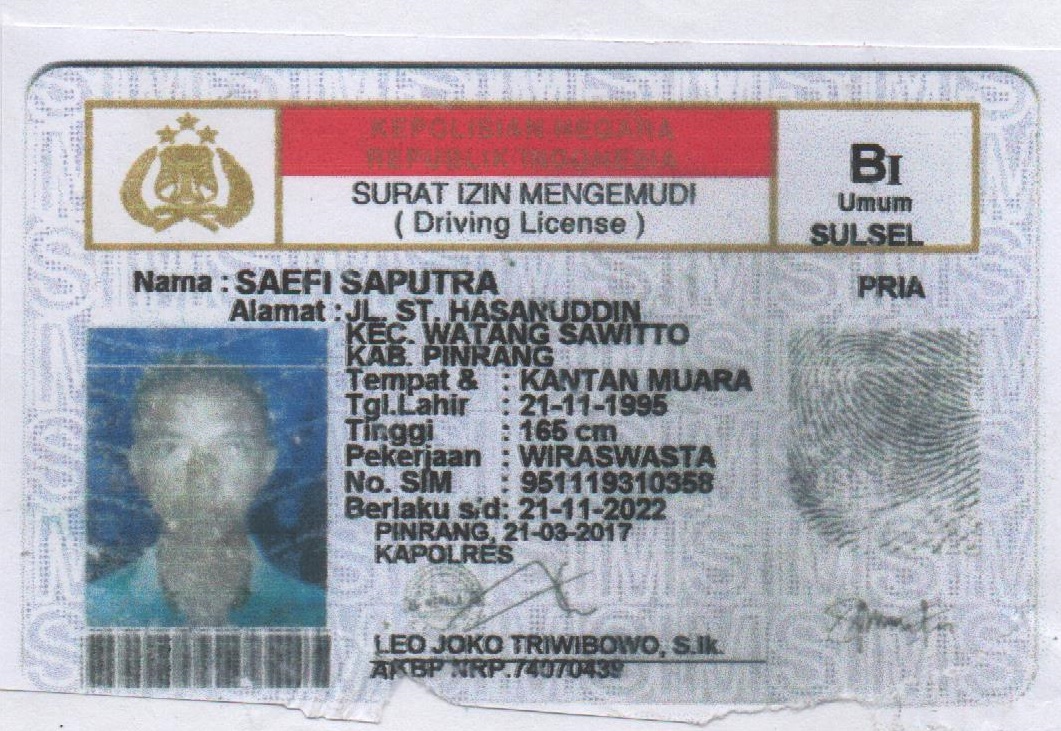 KEPOLISIAN NEGARA
REPUBLIK INDONESIA
SURAT IZIN MENGEMUDI
( Driving License )
BI
Umum
SULSEL
Nama : SAEFI SAPUTRA
PRIA
Alamat : JL. ST. HASANUDDIN
KEC. WATANG SAWITTO
KAB. PINRANG
Tempat & : KANTAN MUARA
Tgl.Lahir : 21-11-1995
Tinggi : 165 cm
Pekerjaan : WIRASWASTA
No. SIM : 951119310358
Berlaku s/d: 21-11-2022
PINRANG, 21-03-2017
KAPOLRES
LEO JOKO TRIWIBOWO, S.Ik.
AKBP NRP.74070439